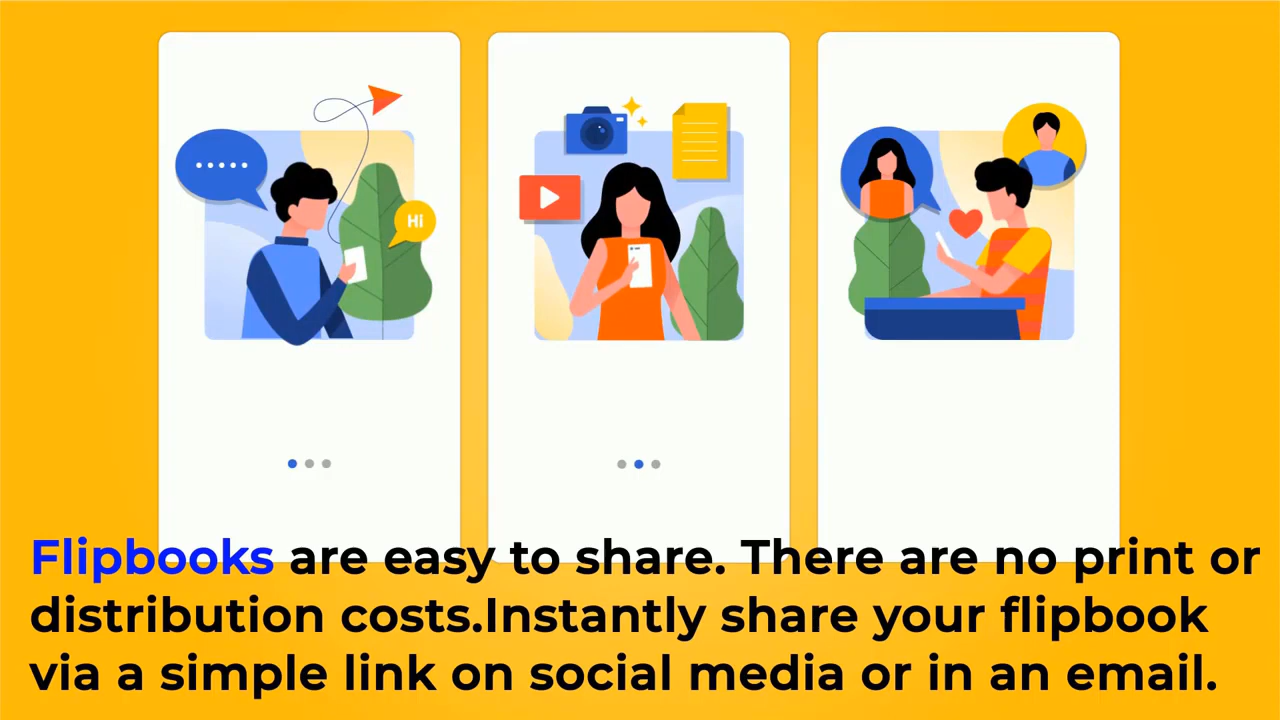 Hi
Flipbooks are easy to share. There are no print or
distribution costs.Instantly share your flipbook
via a simple link on social media or in an email.